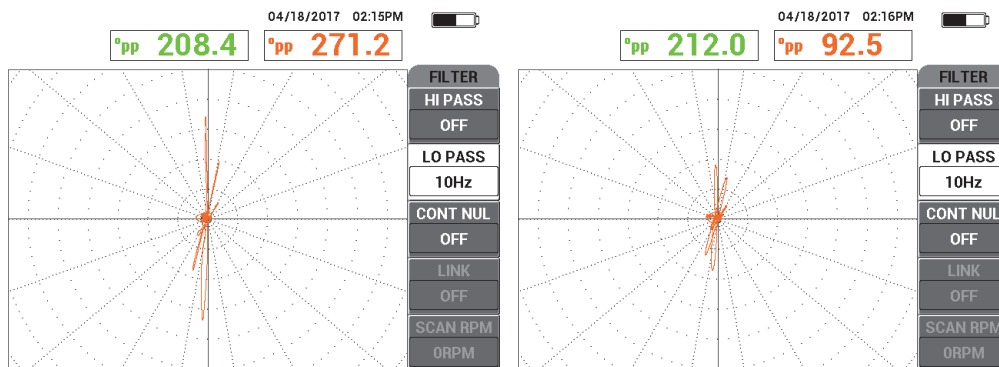 04/18/2017 02:15PM
°pp 208.4
°pp 271.2
FILTER
HI PASS
OFF
LO PASS
10Hz
CONT NUL
OFF
LINK
OFF
SCAN RPM
0RPM
04/18/2017 02:16PM
°pp 212.0
°pp 92.5
FILTER
HI PASS
OFF
LO PASS
10Hz
CONT NUL
OFF
LINK
OFF
SCAN RPM
0RPM